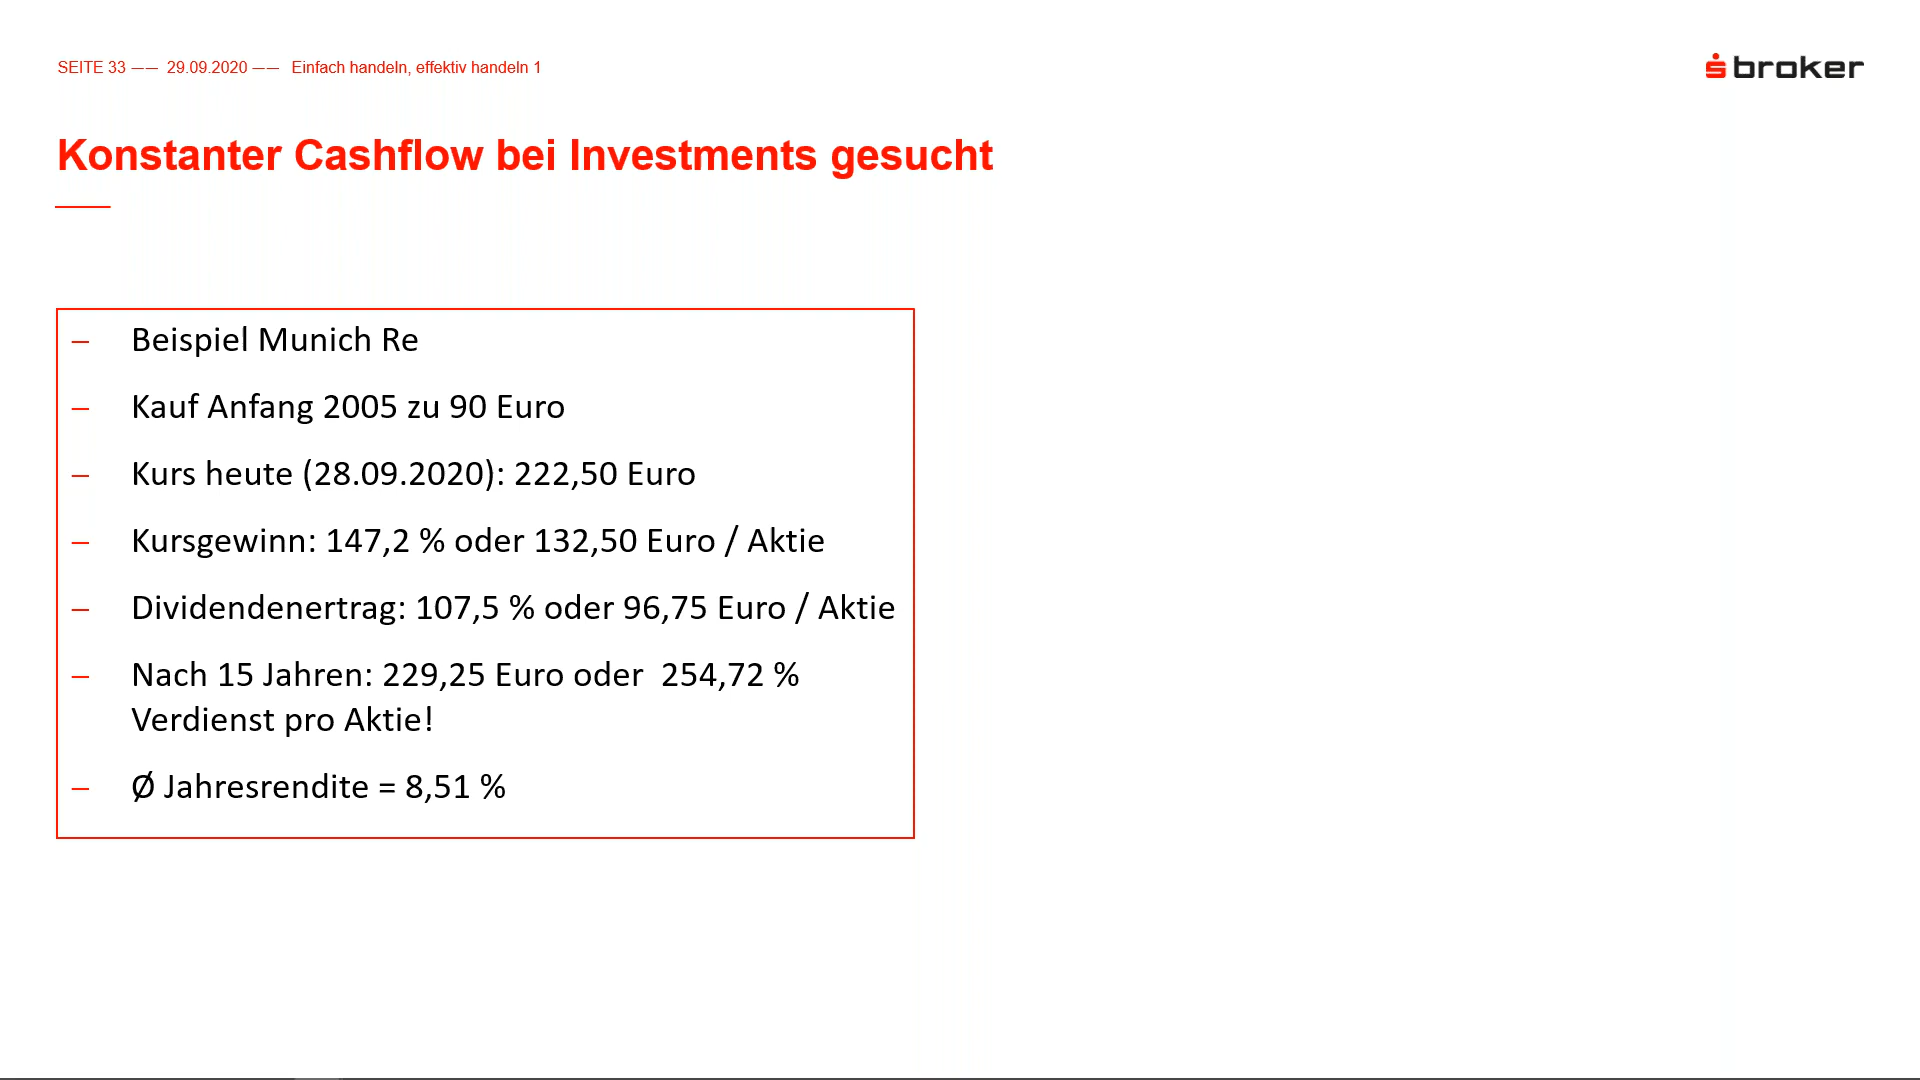 SEITE 33 —— 29.09.2020 —— Einfach handeln, effektiv handeln 1
broker
Konstanter Cashflow bei Investments gesucht
– Beispiel Munich Re
– Kauf Anfang 2005 zu 90 Euro
– Kurs heute (28.09.2020): 222,50 Euro
– Kursgewinn: 147,2 % oder 132,50 Euro / Aktie
– Dividendenertrag: 107,5 % oder 96,75 Euro / Aktie
– Nach 15 Jahren: 229,25 Euro oder  254,72 %
Verdienst pro Aktie!
– Ø Jahresrendite = 8,51 %